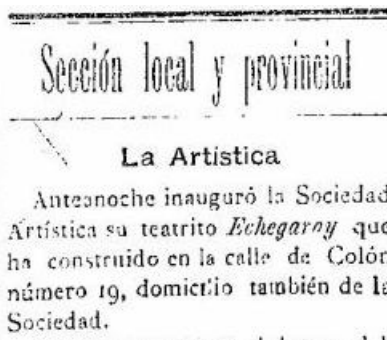 Sección local y provincial
La Artística
Anteanoche inauguró la Sociedad
Artística su teatrito Echegaray que
ha construido en la calle de Colón
número 19, domicilio también de la
Sociedad.